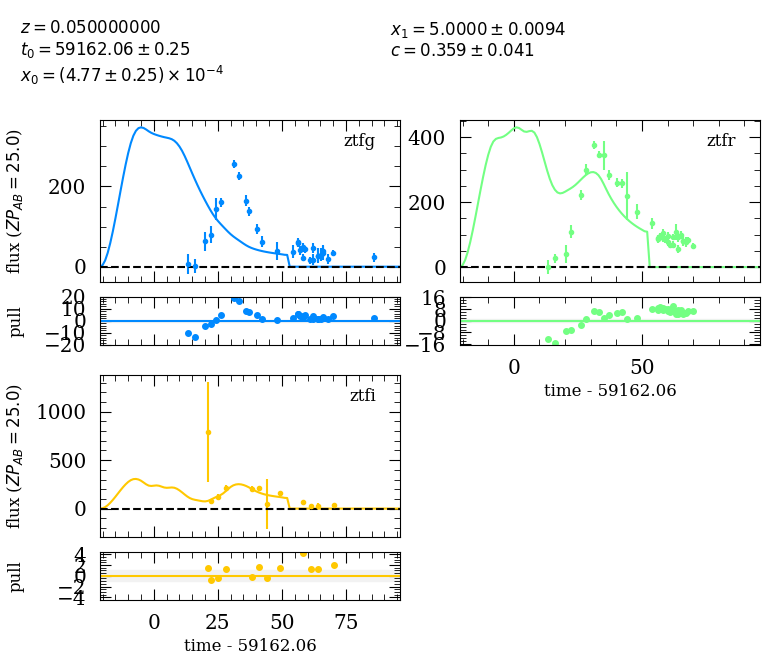 z = 0.050000000
t₀ = 59162.06 ± 0.25
x₀ = (4.77 ± 0.25) × 10⁻⁴
x₁ = 5.0000 ± 0.0094
c = 0.359 ± 0.041
ztfg
200
0
flux (ZP_AB = 25.0)
ztfr
400
200
0
20
10
0
−10
−20
pull
16
8
0
−8
−16
0
50
time - 59162.06
ztfi
1000
500
0
flux (ZP_AB = 25.0)
4
2
0
−2
−4
pull
0
25
50
75
time - 59162.06